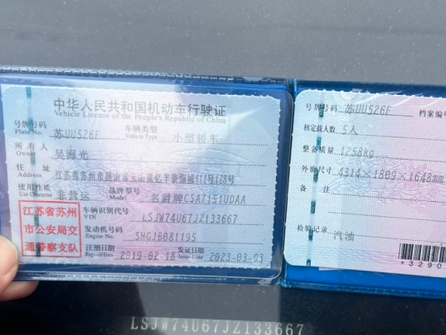 中华人民共和国机动车行驶证
Vehicle License of the People's Republic of China
号牌号码 苏UU526F 车辆类型 小型轿车
Plate No. Vehicle Type
所有人 吴海光
Owner
住址
Address
使用性质 非营运 品牌型号 名爵牌CSA7151UDAA
Use Character Model
车辆识别代号 LSJW74U67JZ133667
VIN
发动机号码 SHGJB081195
Engine No.
注册日期 2019-02-18 发证日期 2023-03-03
Register Date Issue Date
江苏省苏州
市公安局交
通警察支队
号牌号码 苏UU526F 档案编号
核定载人数 5人
整备质量 1258kg
外廓尺寸 4314×1809×1648mm
备注
检验记录 汽油
*3290
LSJW74U67JZ133667